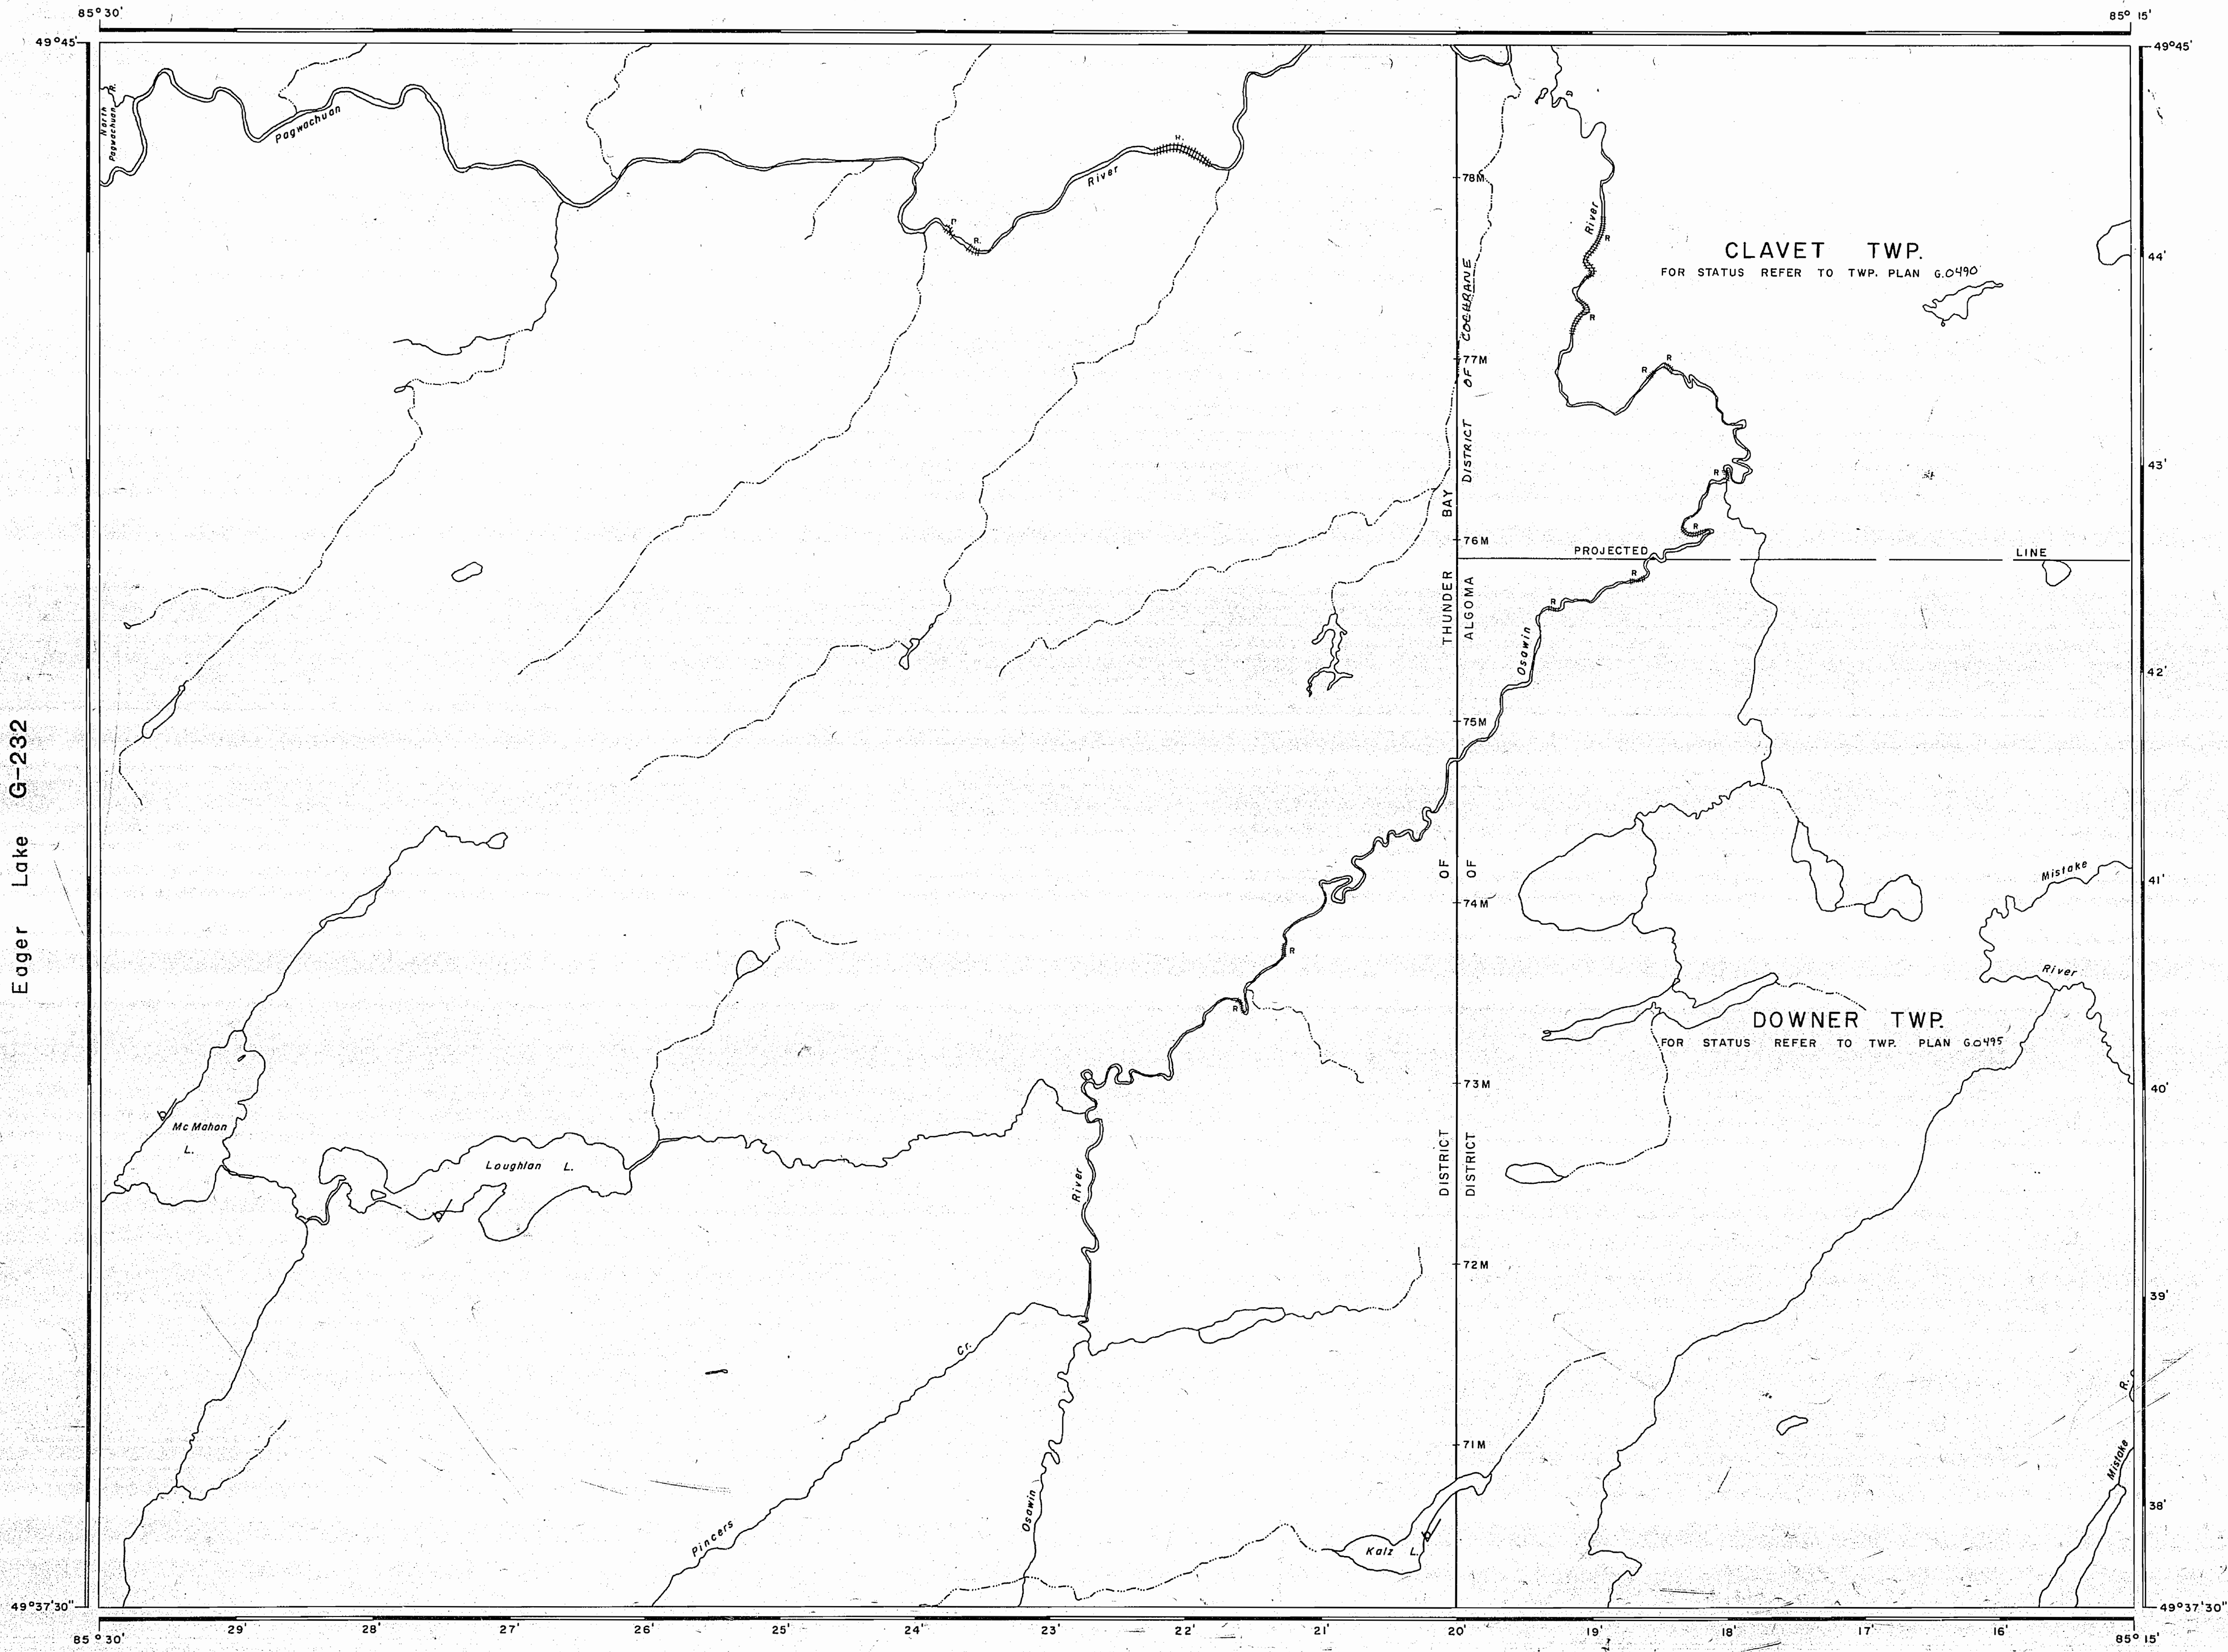 85°30'
85° 15'
49°45'
49°45'
North
Pagwachuan R.
Pagwachuan
River
R.
78M
River
R
CLAVET TWP.
FOR STATUS REFER TO TWP. PLAN G.0490
44'
R
77M
R
R
DISTRICT OF COCHRANE
43'
R
R
76M
PROJECTED LINE
R
R
THUNDER BAY
ALGOMA
Osawin
42'
75M
Eager Lake G-232
OF
OF
Mistake
41'
74M
R
River
R
DOWNER TWP.
FOR STATUS REFER TO TWP. PLAN G.0495
73M
40'
Mc Mahon
L.
Loughlan L.
DISTRICT
DISTRICT
River
72M
39'
Cr.
R.
71M
Mistake
38'
Osawin
Pincers
Kalz L.
49°37'30"
49°37'30"
85°30'
29'
28'
27'
26'
25'
24'
23'
22'
21'
20'
19'
18'
17'
16'
85° 15'